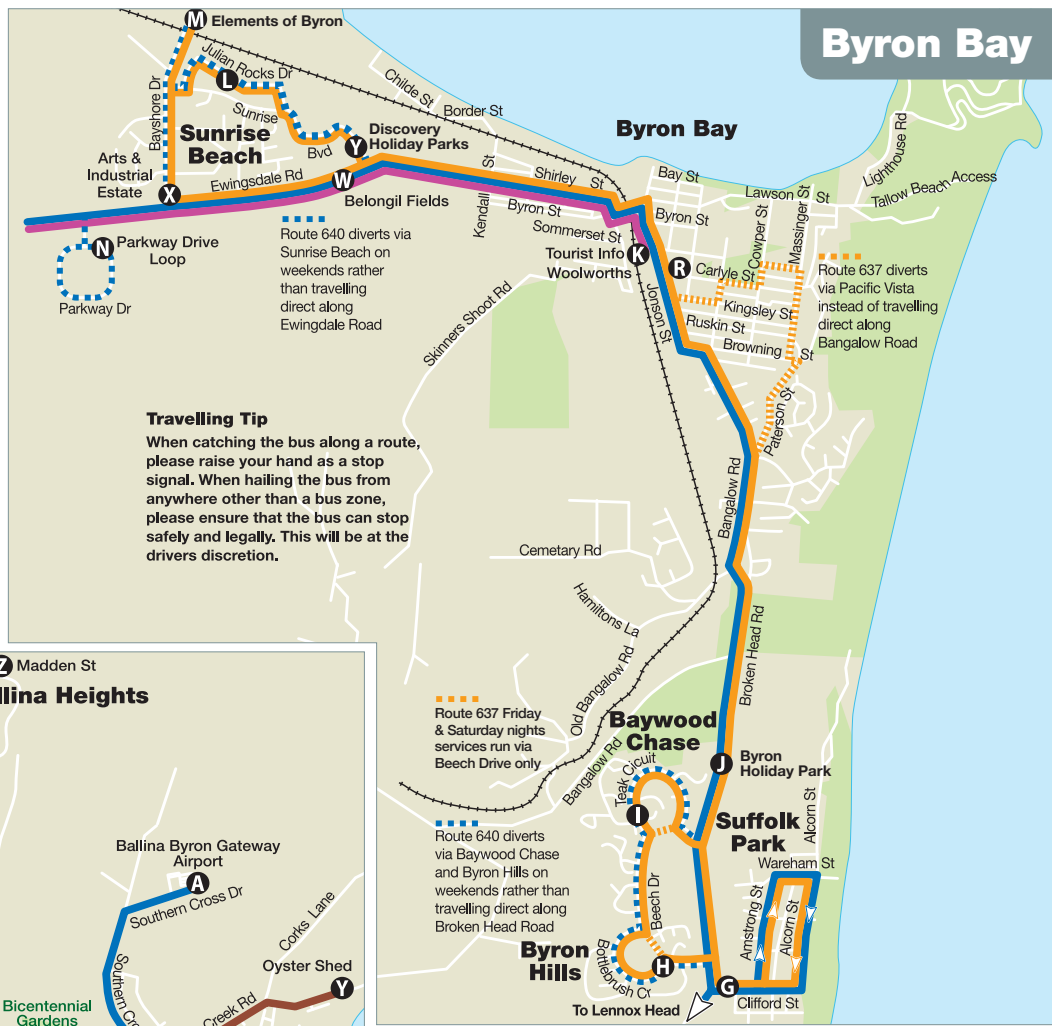 Byron Bay
M Elements of Byron
Julian Rocks Dr
L
Bayshore Dr
Sunrise
Bvd
Sunrise
Beach
Y
Discovery
Holiday Parks
Arts &
Industrial
Estate
X
Ewingsdale Rd
W
Belongil Fields
N
Parkway Drive
Loop
Parkway Dr
Route 640 diverts via
Sunrise Beach on
weekends rather
than travelling
direct along
Ewingdale Road
Childe St
Border St
Byron Bay
Kendall St
Shirley St
Byron St
Sommerset St
Tourist Info
Woolworths
K
Bay St
Byron St
Lawson St
St
Cowper St
Massinger St
Lighthouse Rd
Tallow Beach Access
R
Carlyle St
Kingsley St
Ruskin St
Browning St
Jonson St
Paterson St
Route 637 diverts
via Pacific Vista
instead of travelling
direct along
Bangalow Road
Skinners Shoot Rd
Travelling Tip
When catching the bus along a route,
please raise your hand as a stop
signal. When hailing the bus from
anywhere other than a bus zone,
please ensure that the bus can stop
safely and legally. This will be at the
drivers discretion.
Bangalow Rd
Cemetary Rd
Hamiltons La
Old Bangalow Rd
Broken Head Rd
Bangalow Rd
Route 637 Friday
& Saturday nights
services run via
Beech Drive only
Baywood
Chase
Teak Cicuit
I
J
Byron
Holiday Park
Suffolk
Park
Route 640 diverts
via Baywood Chase
and Byron Hills on
weekends rather than
travelling direct along
Broken Head Road
Beech Dr
Byron
Hills
Bottlebrush Cr
H
G
To Lennox Head
Clifford St
Wareham St
Amstrong St
Alcorn St
Alcorn St
Z Madden St
llina Heights
Ballina Byron Gateway
Airport
A
Southern Cross Dr
Southern Cro
Corks Lane
Oyster Shed
Y
Creek Rd
Bicentennial
Gardens